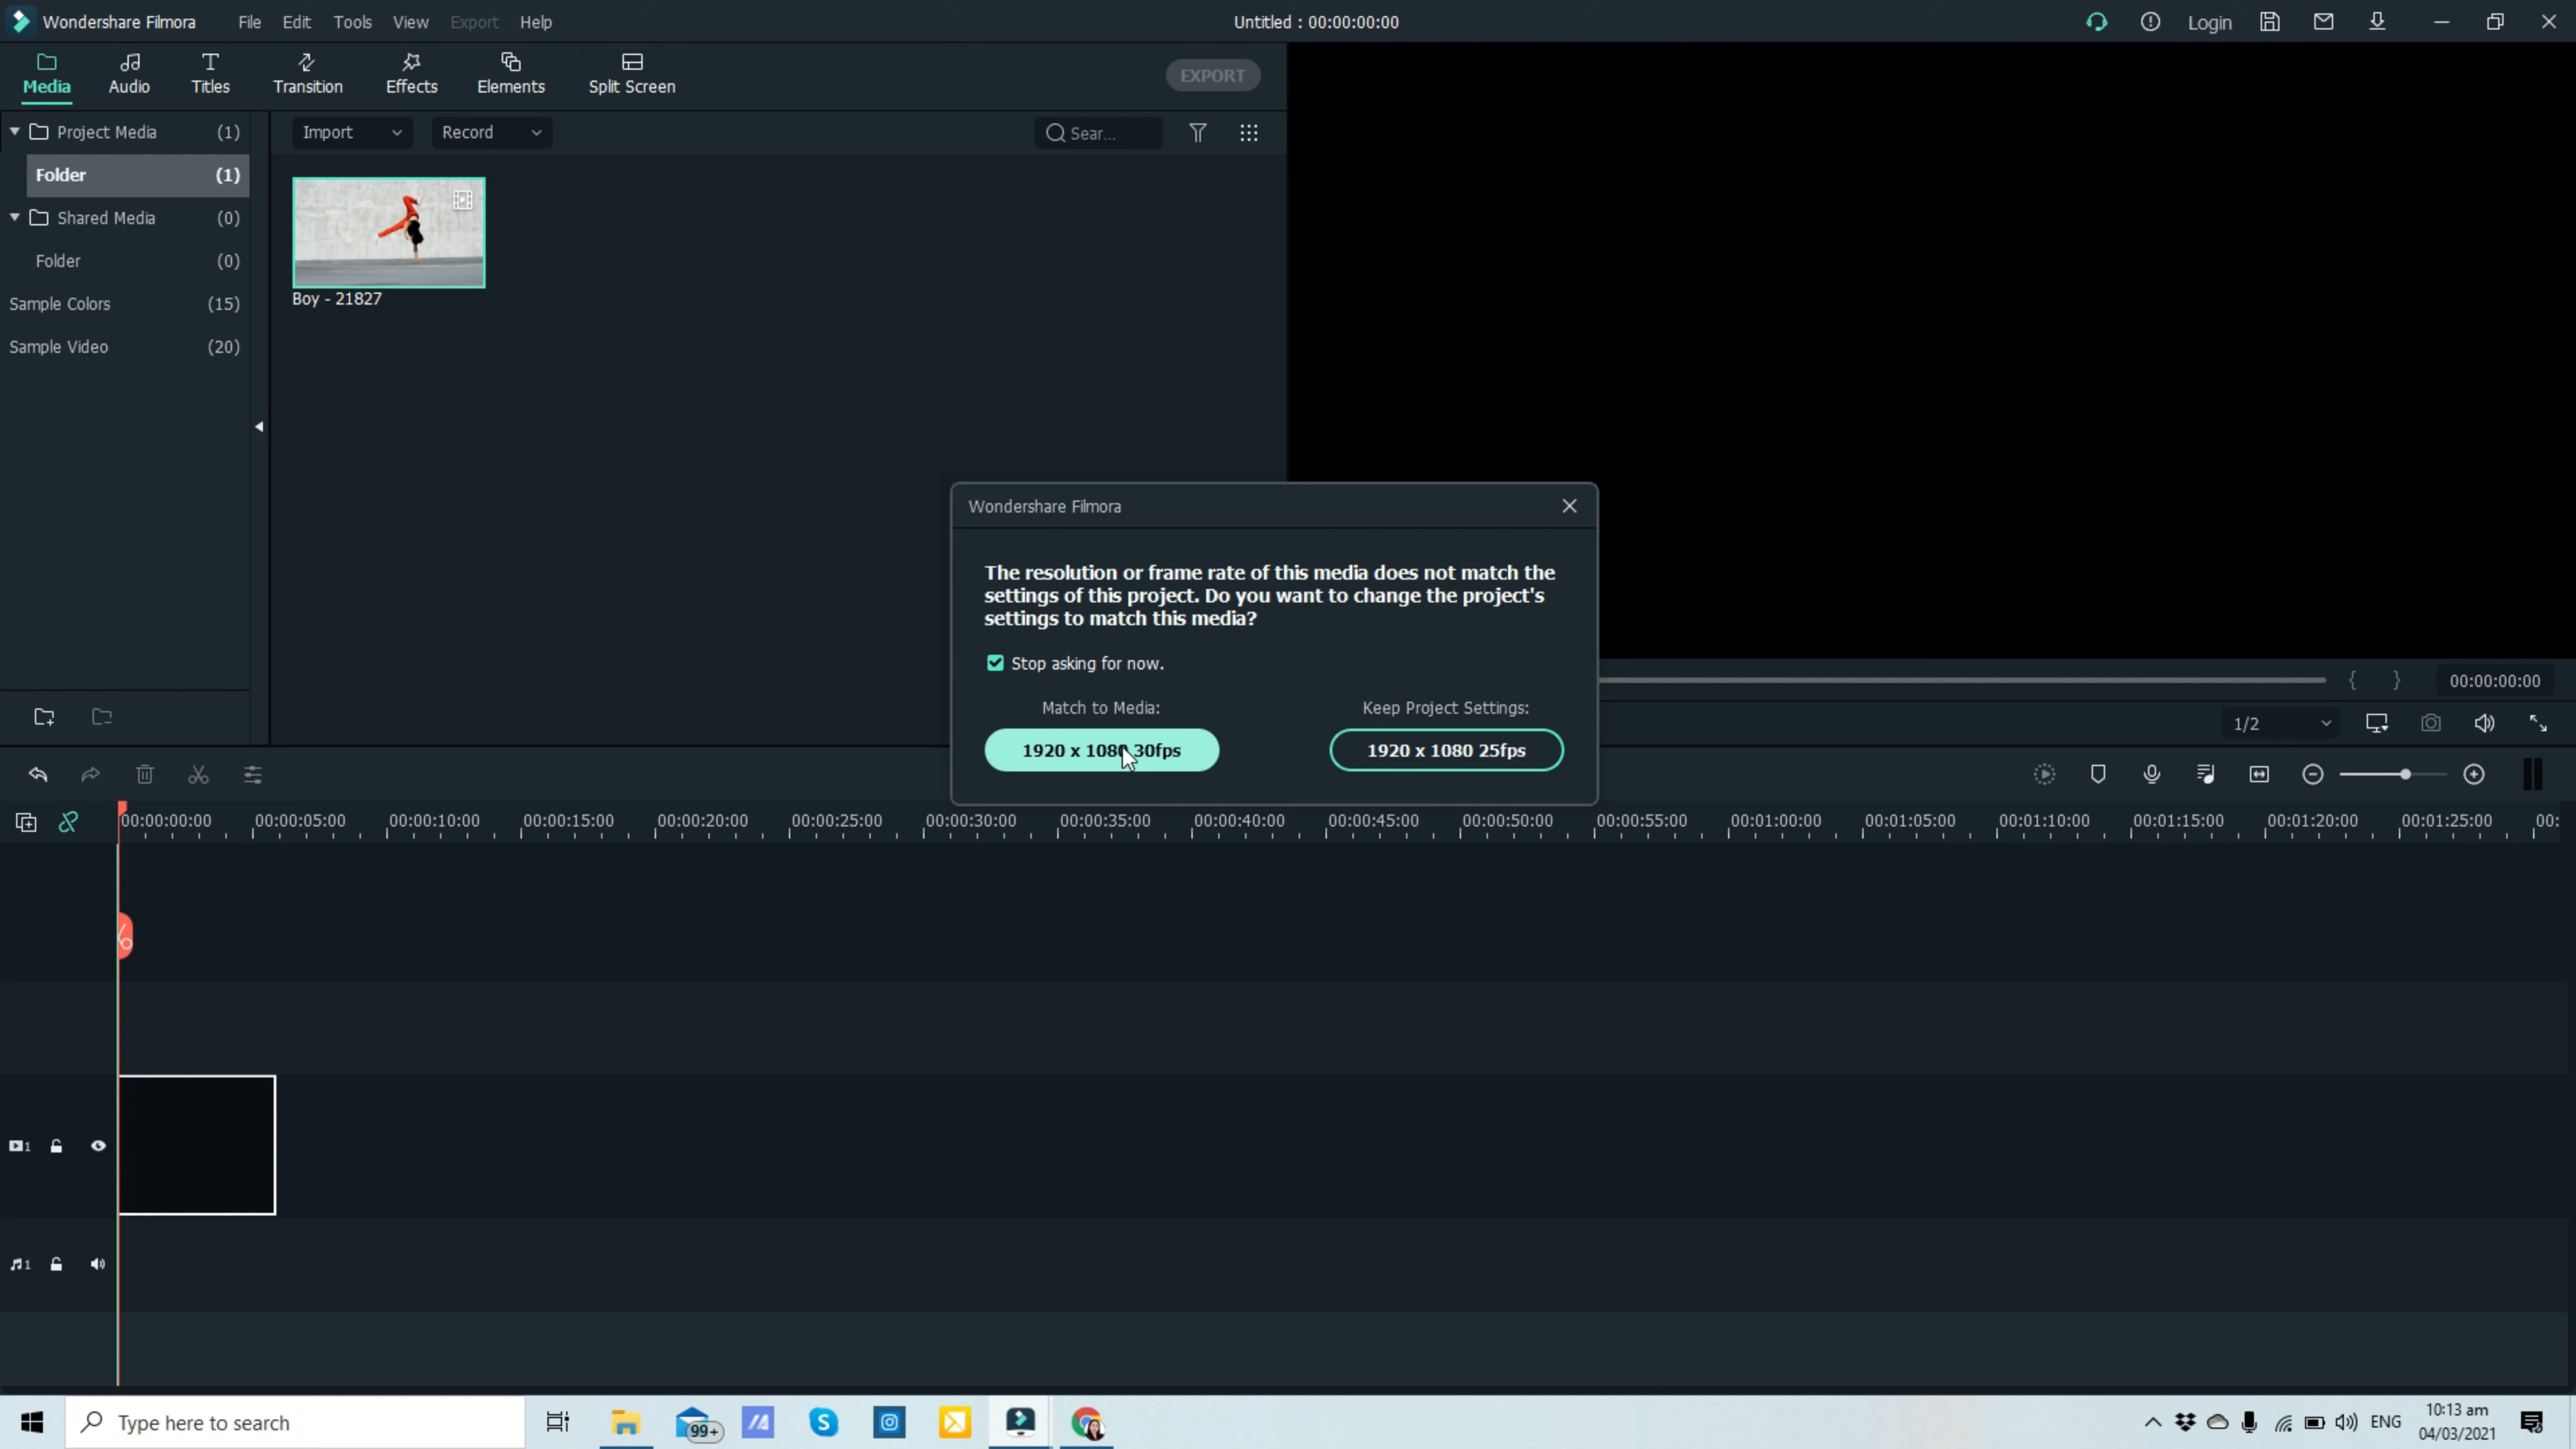 Wondershare Filmora File Edit Tools View Export Help Untitled : 00:00:00:00 Login
Media Audio Titles Transition Effects Elements Split Screen EXPORT
Project Media (1)
Folder (1)
Shared Media (0)
Folder (0)
Sample Colors (15)
Sample Video (20)
Import Record Sear...
Boy - 21827
Wondershare Filmora
The resolution or frame rate of this media does not match the
settings of this project. Do you want to change the project's
settings to match this media?
Stop asking for now.
Match to Media: Keep Project Settings:
1920 x 1080 30fps 1920 x 1080 25fps
{ } 00:00:00:00
1/2
00:00:00:00 00:00:05:00 00:00:10:00 00:00:15:00 00:00:20:00 00:00:25:00 00:00:30:00 00:00:35:00 00:00:40:00 00:00:45:00 00:00:50:00 00:00:55:00 00:01:00:00 00:01:05:00 00:01:10:00 00:01:15:00 00:01:20:00 00:01:25:00 00:
1
1
Type here to search 99+ ENG 10:13 am
04/03/2021